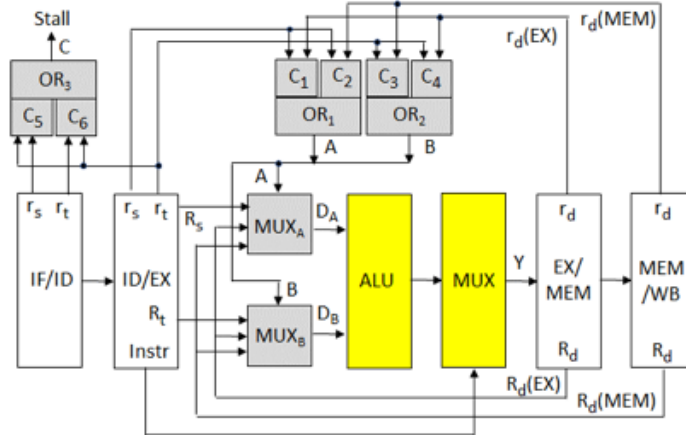 Stall
C
OR3
C5
C6
rs
rt
IF/ID
rs
rt
ID/EX
Rs
Rt
Instr
C1
C2
OR1
C3
C4
OR2
rd(EX)
rd(MEM)
A
B
A
MUXA
DA
B
MUXB
DB
ALU
MUX
Y
rd
EX/
MEM
Rd
rd
MEM
/WB
Rd
Rd(EX)
Rd(MEM)